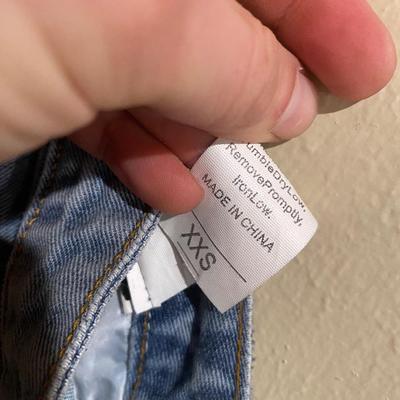 TumbleDryLow.
RemovePromptly,
IronLow.
MADE IN CHINA
XXS